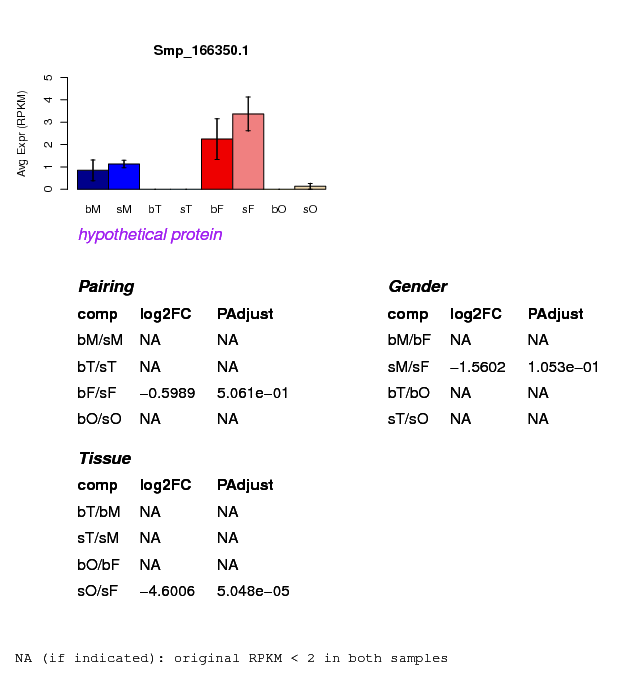 Smp_166350.1
Avg Expr (RPKM)
5
4
3
2
1
0
bM sM bT sT bF sF bO sO
hypothetical protein
Pairing
comp log2FC PAdjust
bM/sM NA NA
bT/sT NA NA
bF/sF −0.5989 5.061e−01
bO/sO NA NA
Gender
comp log2FC PAdjust
bM/bF NA NA
sM/sF −1.5602 1.053e−01
bT/bO NA NA
sT/sO NA NA
Tissue
comp log2FC PAdjust
bT/bM NA NA
sT/sM NA NA
bO/bF NA NA
sO/sF −4.6006 5.048e−05
NA (if indicated): original RPKM < 2 in both samples